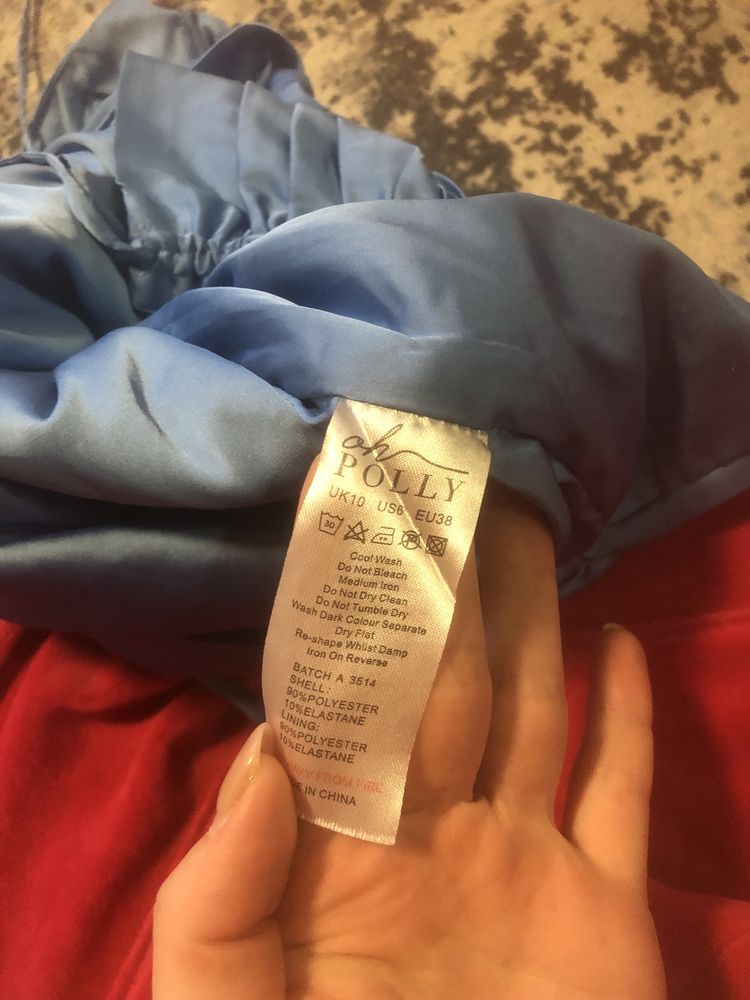 oh
POLLY
UK10 US6 EU38
30
Cool Wash
Do Not Bleach
Medium Iron
Do Not Dry Clean
Do Not Tumble Dry
Wash Dark Colour Separate
Dry Flat
Re-shape Whilst Damp
Iron On Reverse
BATCH A 3514
SHELL:
90%POLYESTER
10%ELASTANE
LINING:
90%POLYESTER
10%ELASTANE
FROM FIRE
IN CHINA